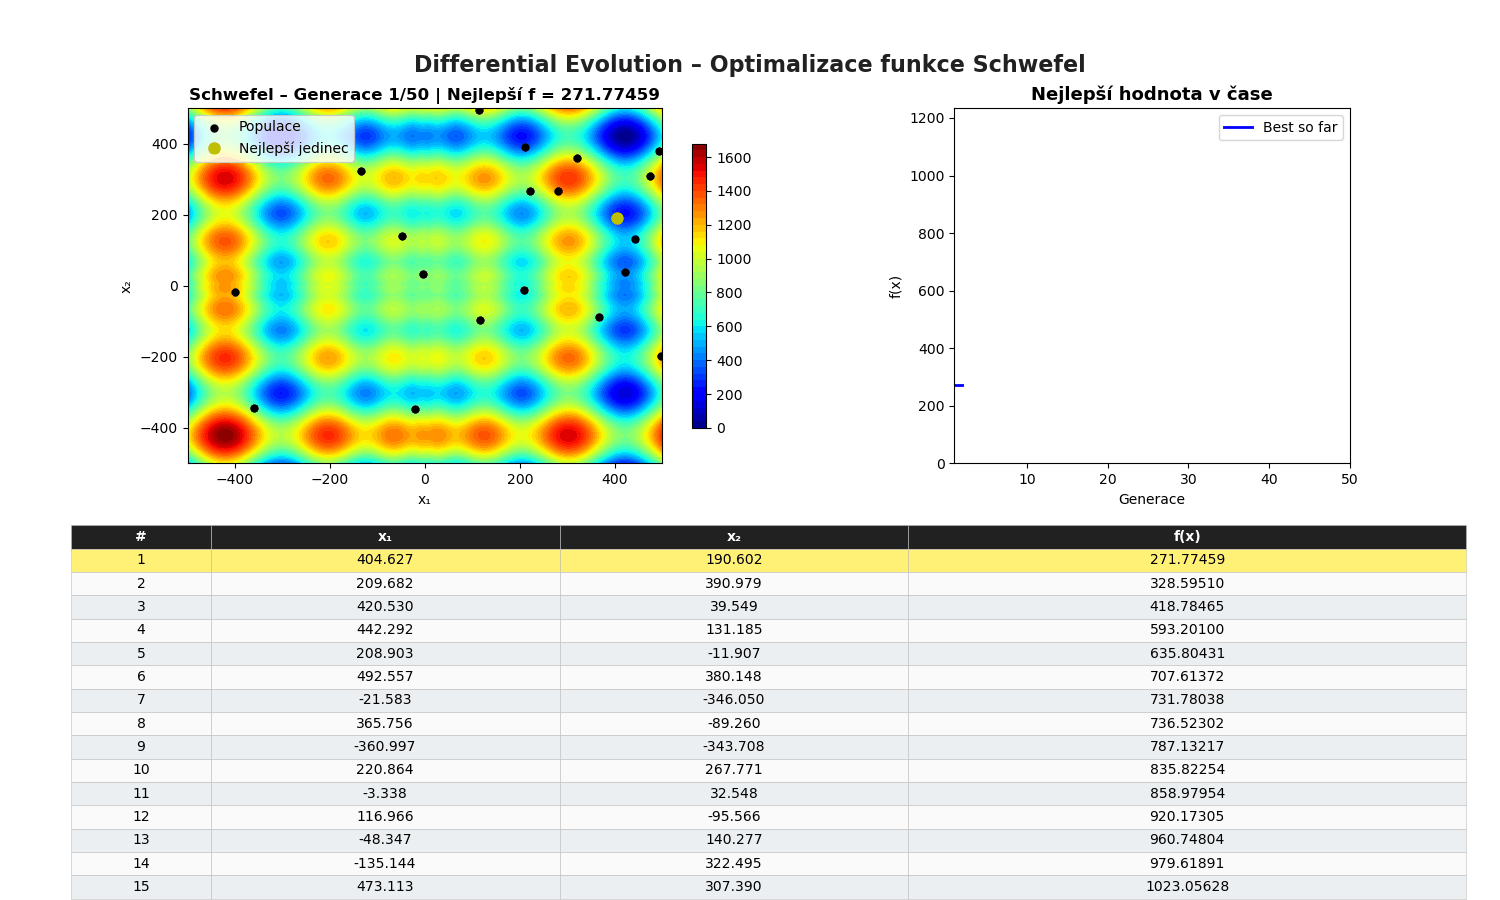 Differential Evolution – Optimalizace funkce Schwefel
Schwefel – Generace 1/50 | Nejlepší f = 271.77459
Populace
Nejlepší jedinec
400
200
0
−200
−400
x₂
−400 −200 0 200 400
x₁
1600
1400
1200
1000
800
600
400
200
0
Nejlepší hodnota v čase
Best so far
1200
1000
800
600
400
200
0
f(x)
10 20 30 40 50
Generace
# x₁ x₂ f(x)
1 404.627 190.602 271.77459
2 209.682 390.979 328.59510
3 420.530 39.549 418.78465
4 442.292 131.185 593.20100
5 208.903 -11.907 635.80431
6 492.557 380.148 707.61372
7 -21.583 -346.050 731.78038
8 365.756 -89.260 736.52302
9 -360.997 -343.708 787.13217
10 220.864 267.771 835.82254
11 -3.338 32.548 858.97954
12 116.966 -95.566 920.17305
13 -48.347 140.277 960.74804
14 -135.144 322.495 979.61891
15 473.113 307.390 1023.05628